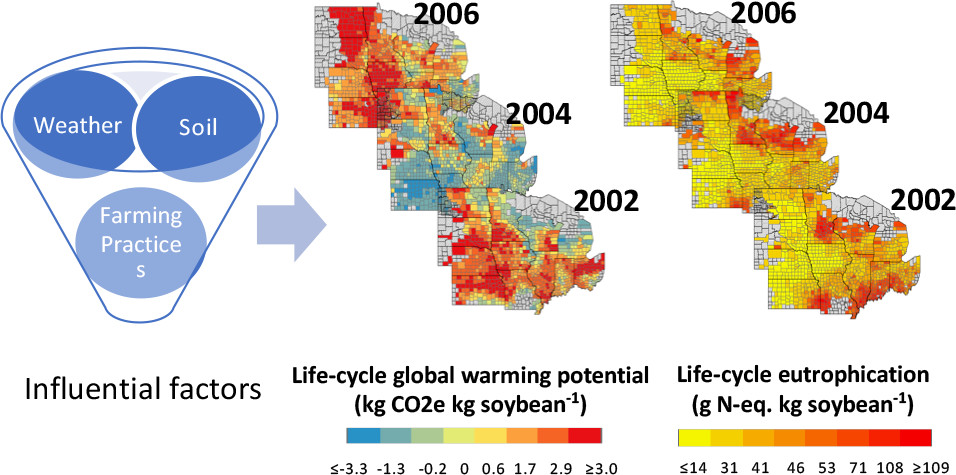 2006
2006
2004
2004
2002
2002
Weather
Soil
Farming
Practice
s
Influential factors
Life-cycle global warming potential
(kg CO2e kg soybean-1)
≤-3.3 -1.3 -0.2 0 0.6 1.7 2.9 ≥3.0
Life-cycle eutrophication
(g N-eq. kg soybean-1)
≤14 31 41 46 53 71 108 ≥109